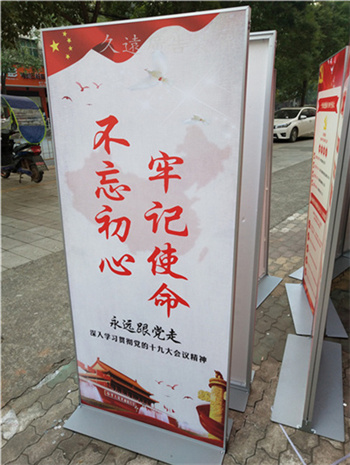 久遠
不忘初心
牢记使命
永远跟党走
深入学习贯彻党的十九大会议精神